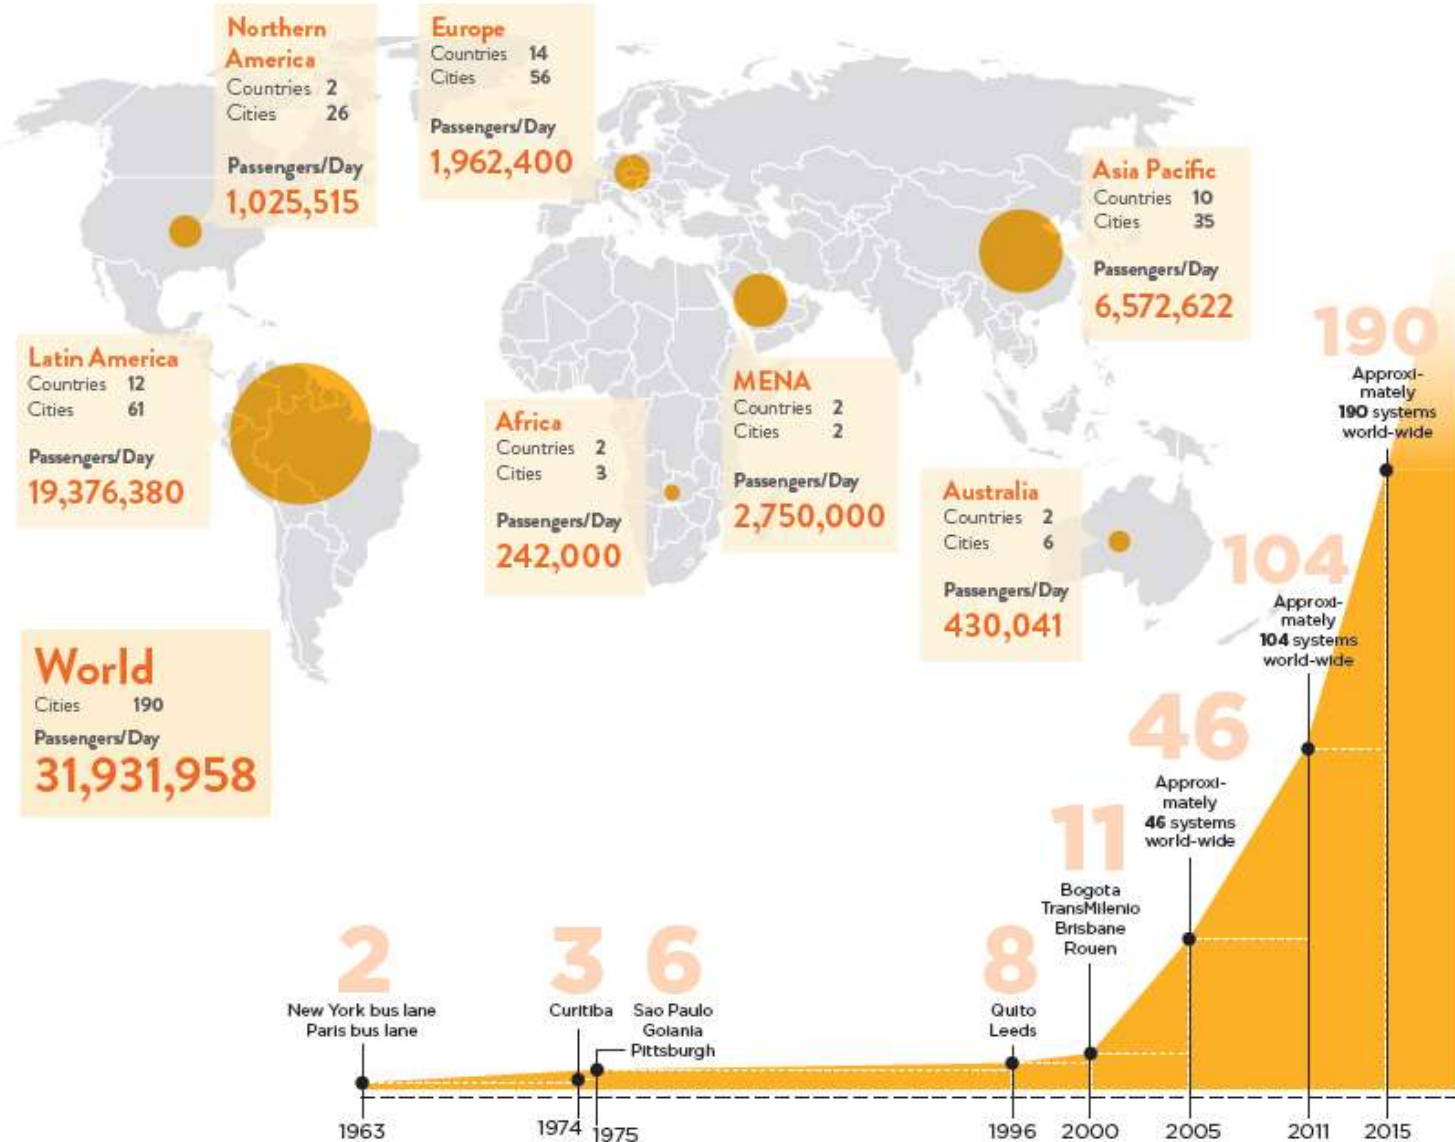 Northern
America
Countries 2
Cities 26
Passengers/Day
1,025,515
Europe
Countries 14
Cities 56
Passengers/Day
1,962,400
Asia Pacific
Countries 10
Cities 35
Passengers/Day
6,572,622
Latin America
Countries 12
Cities 61
Passengers/Day
19,376,380
Africa
Countries 2
Cities 3
Passengers/Day
242,000
MENA
Countries 2
Cities 2
Passengers/Day
2,750,000
Australia
Countries 2
Cities 6
Passengers/Day
430,041
World
Cities 190
Passengers/Day
31,931,958
2
New York bus lane
Paris bus lane
3
Curitiba
6
Sao Paulo
Goiania
Pittsburgh
8
Quito
Leeds
11
Bogota
TransMilenio
Brisbane
Rouen
46
Approxi-
mately
46 systems
world-wide
104
Approxi-
mately
104 systems
world-wide
190
Approxi-
mately
190 systems
world-wide
1963 1974 1975 1996 2000 2005 2011 2015